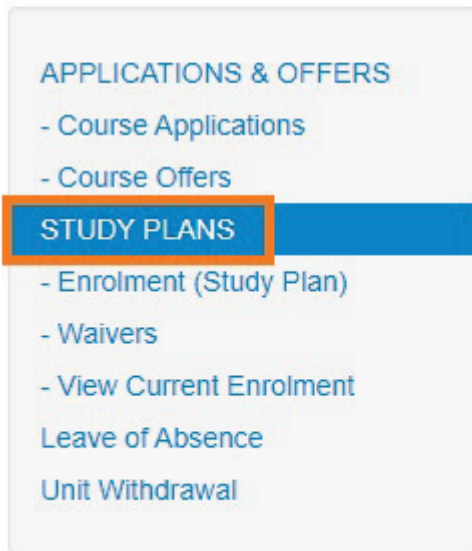 APPLICATIONS & OFFERS
- Course Applications
- Course Offers
STUDY PLANS
- Enrolment (Study Plan)
- Waivers
- View Current Enrolment
Leave of Absence
Unit Withdrawal